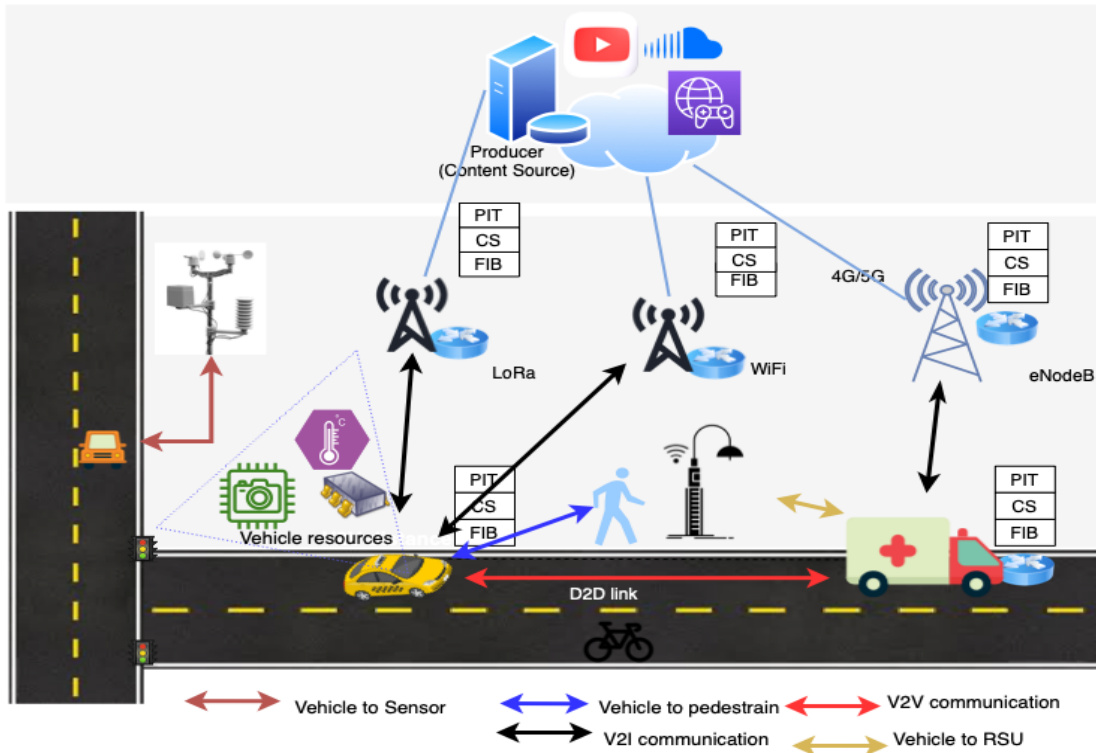 Producer
(Content Source)
PIT
CS
FIB
PIT
CS
FIB
PIT
CS
FIB
4G/5G
LoRa
WiFi
eNodeB
°C
PIT
CS
FIB
PIT
CS
FIB
Vehicle resources
D2D link
Vehicle to Sensor
Vehicle to pedestrain
V2V communication
V2I communication
Vehicle to RSU